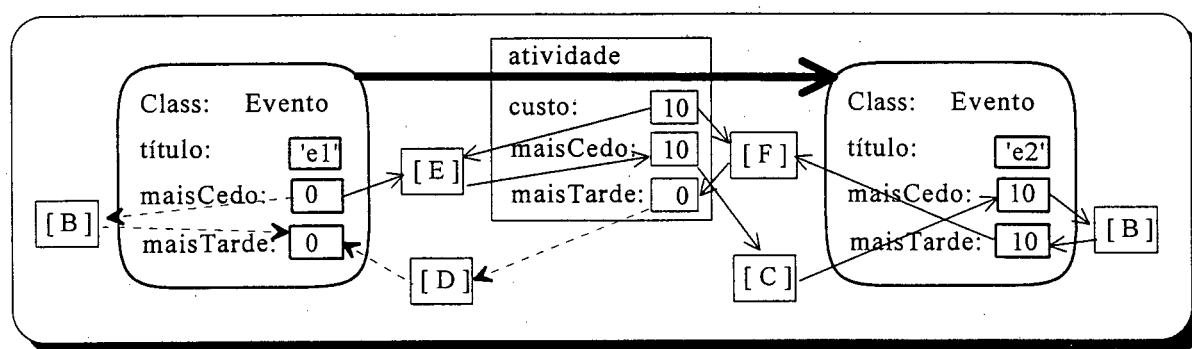 atividade
Class: Evento
título: 'e1'
maisCedo: 0
maisTarde: 0
[ B ]
[ E ]
[ D ]
custo: 10
maisCedo: 10
maisTarde: 0
[ F ]
[ C ]
Class: Evento
título: 'e2'
maisCedo: 10
maisTarde: 10
[ B ]